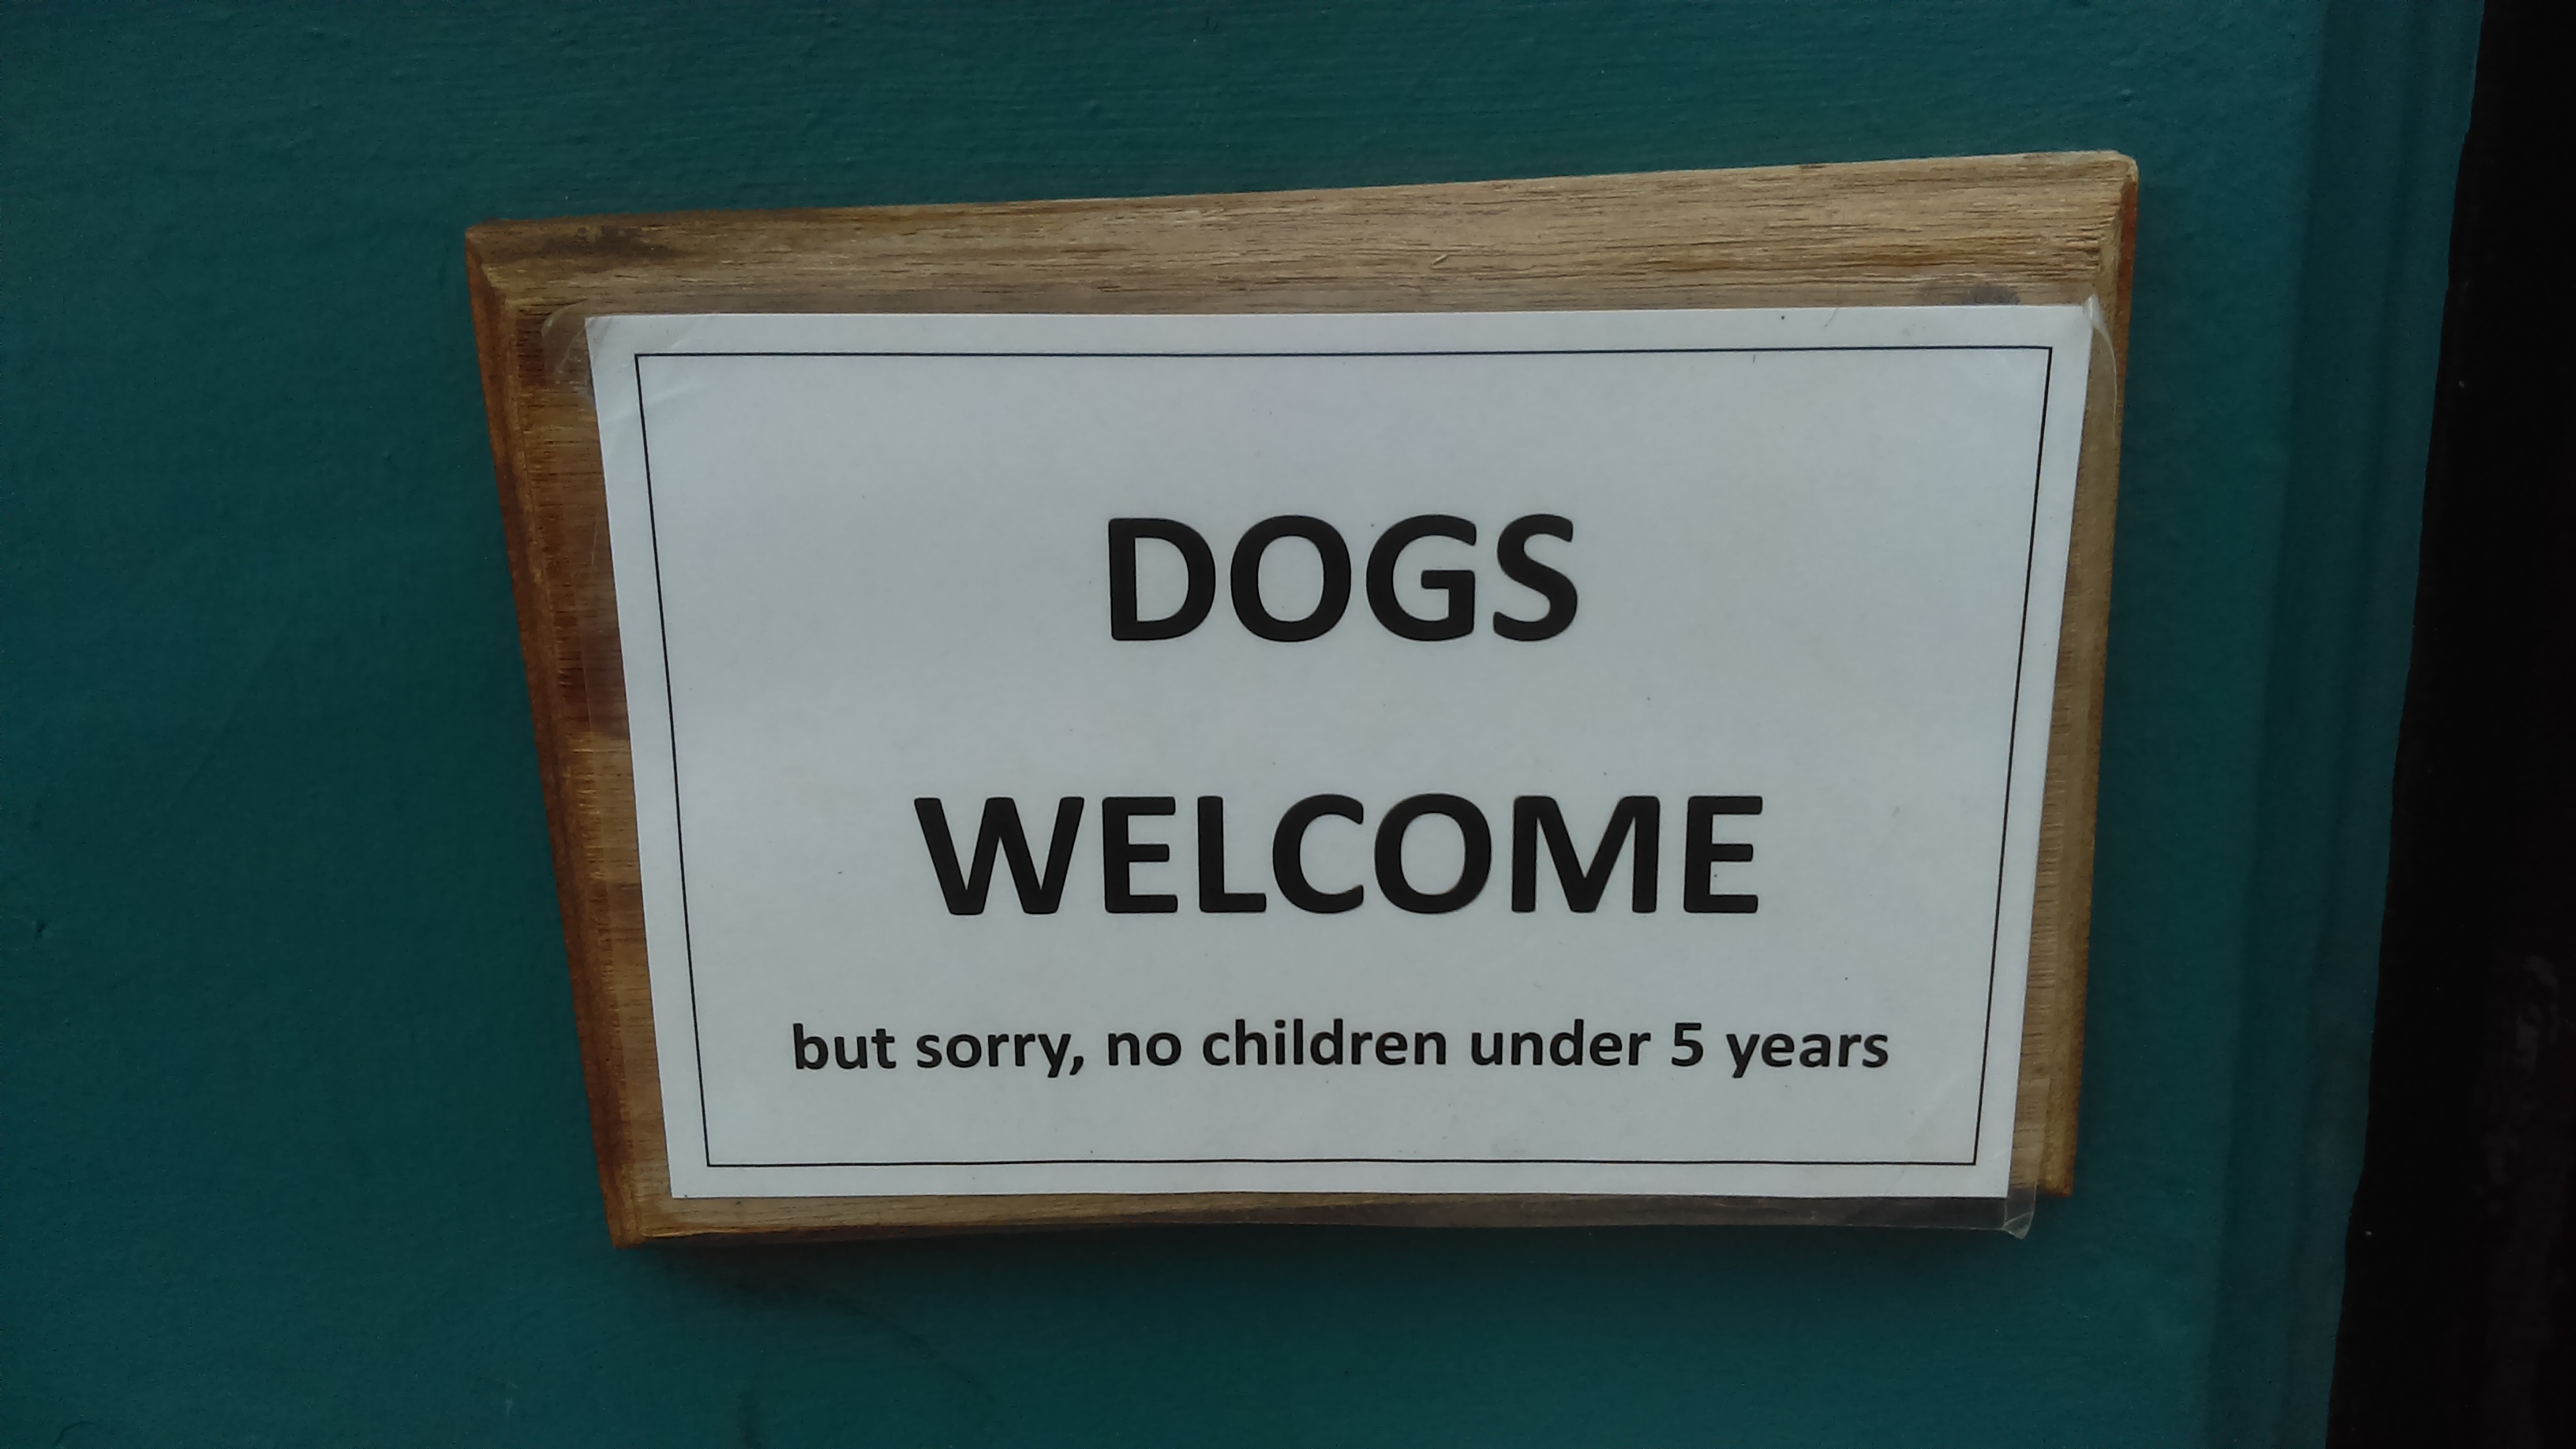 DOGS
WELCOME
but sorry, no children under 5 years